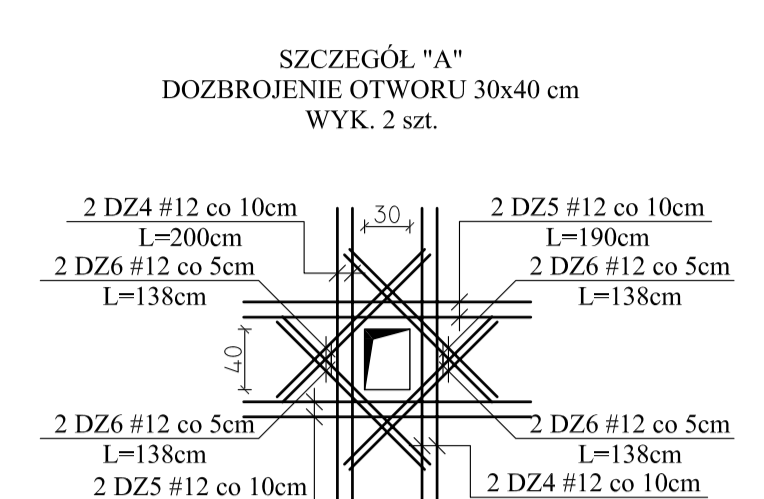 SZCZEGÓŁ "A"
DOZBROJENIE OTWORU 30x40 cm
WYK. 2 szt.
2 DZ4 #12 co 10cm
L=200cm
30
2 DZ5 #12 co 10cm
L=190cm
2 DZ6 #12 co 5cm
L=138cm
2 DZ6 #12 co 5cm
L=138cm
40
2 DZ6 #12 co 5cm
L=138cm
2 DZ6 #12 co 5cm
L=138cm
2 DZ5 #12 co 10cm
2 DZ4 #12 co 10cm